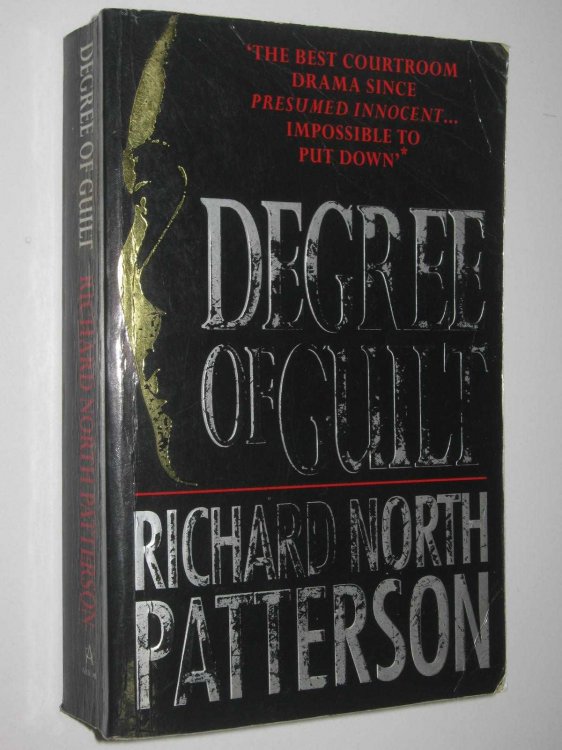 'THE BEST COURTROOM
DRAMA SINCE
PRESUMED INNOCENT...
IMPOSSIBLE TO
PUT DOWN'*
DEGREE
OF GUILT
RICHARD NORTH
PATTERSON
DEGREE OF GUILT RICHARD NORTH PATTERSON